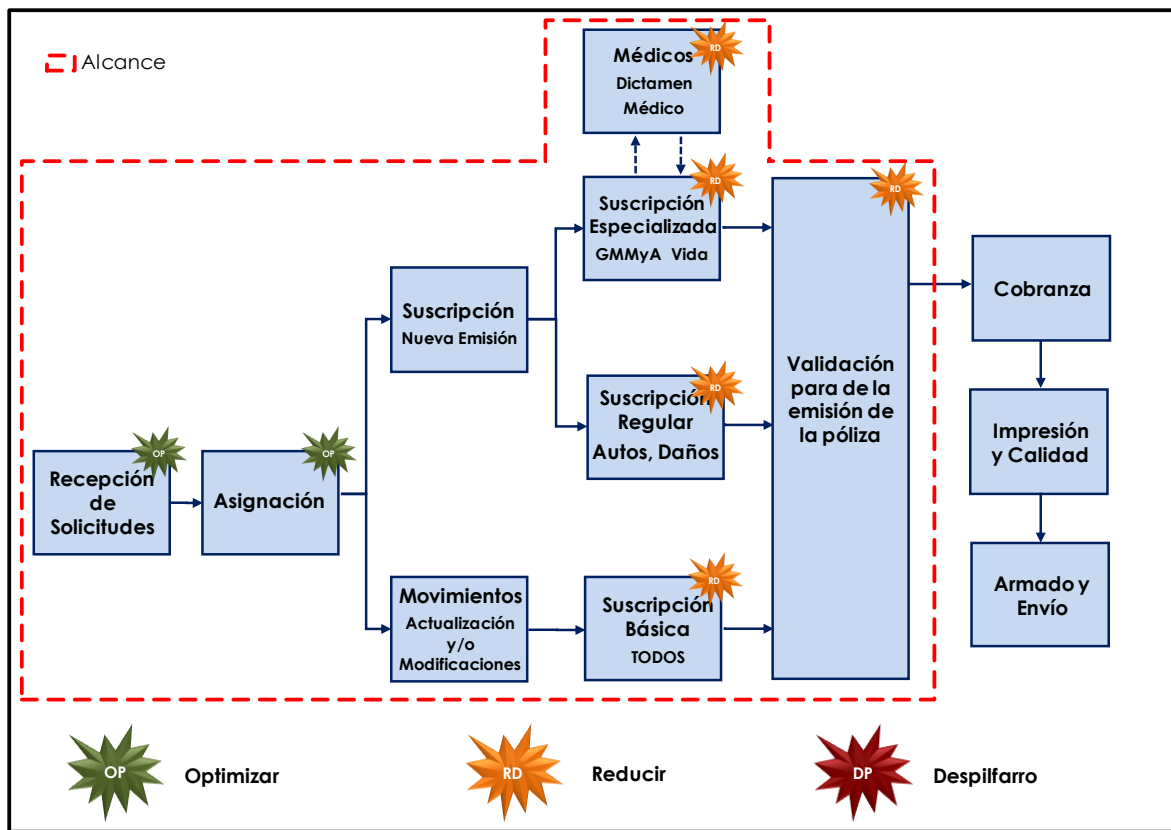 Alcance
Médicos
Dictamen
Médico
RD
Suscripción
Especializada
GMMyA Vida
RD
Suscripción
Nueva Emisión
Suscripción
Regular
Autos, Daños
RD
Recepción
de
Solicitudes
OP
Asignación
OP
Movimientos
Actualización
y/o
Modificaciones
Suscripción
Básica
TODOS
RD
Validación
para de la
emisión de
la póliza
RD
Cobranza
Impresión
y Calidad
Armado y
Envío
OP
Optimizar
RD
Reducir
DP
Despilfarro